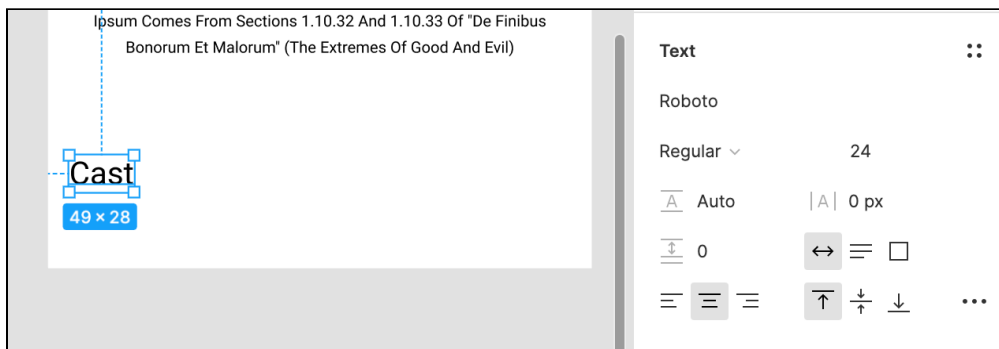 Ipsum Comes From Sections 1.10.32 And 1.10.33 Of "De Finibus
Bonorum Et Malorum" (The Extremes Of Good And Evil)
Cast
49 × 28
Text
Roboto
Regular 24
A Auto |A| 0 px
0